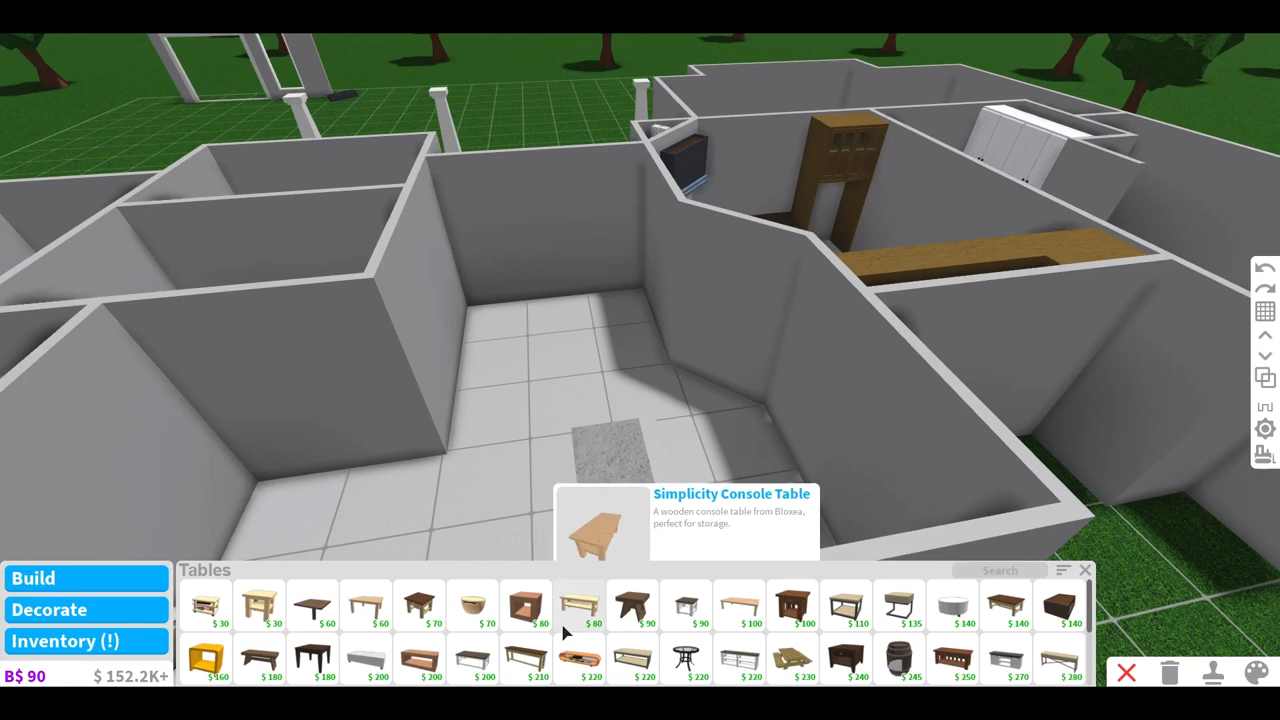 Simplicity Console Table
A wooden console table from Bloxea,
perfect for storage.
Build
Decorate
Inventory (!)
B$ 90 $ 152.2K+
Tables
Search
$ 30 $ 30 $ 60 $ 60 $ 70 $ 70 $ 80 $ 80 $ 90 $ 90 $ 100 $ 100 $ 110 $ 135 $ 140 $ 140 $ 140
$ 160 $ 180 $ 180 $ 200 $ 200 $ 200 $ 210 $ 220 $ 220 $ 220 $ 220 $ 230 $ 240 $ 245 $ 250 $ 270 $ 280